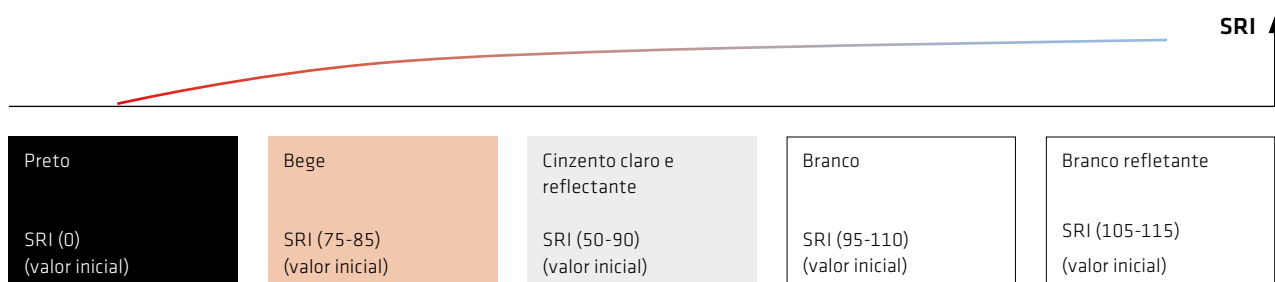 SRI
Preto
SRI (0)
(valor inicial)
Bege
SRI (75-85)
(valor inicial)
Cinzento claro e
reflectante
SRI (50-90)
(valor inicial)
Branco
SRI (95-110)
(valor inicial)
Branco refletante
SRI (105-115)
(valor inicial)